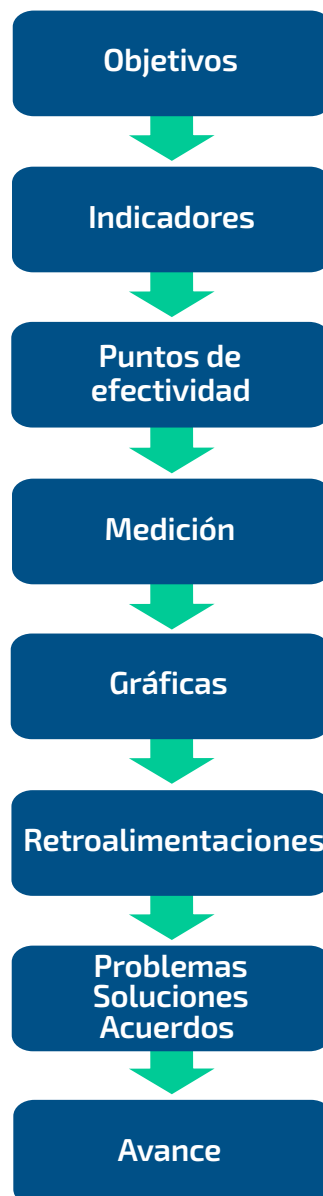 Objetivos
Indicadores
Puntos de
efectividad
Medición
Gráficas
Retroalimentaciones
Problemas
Soluciones
Acuerdos
Avance